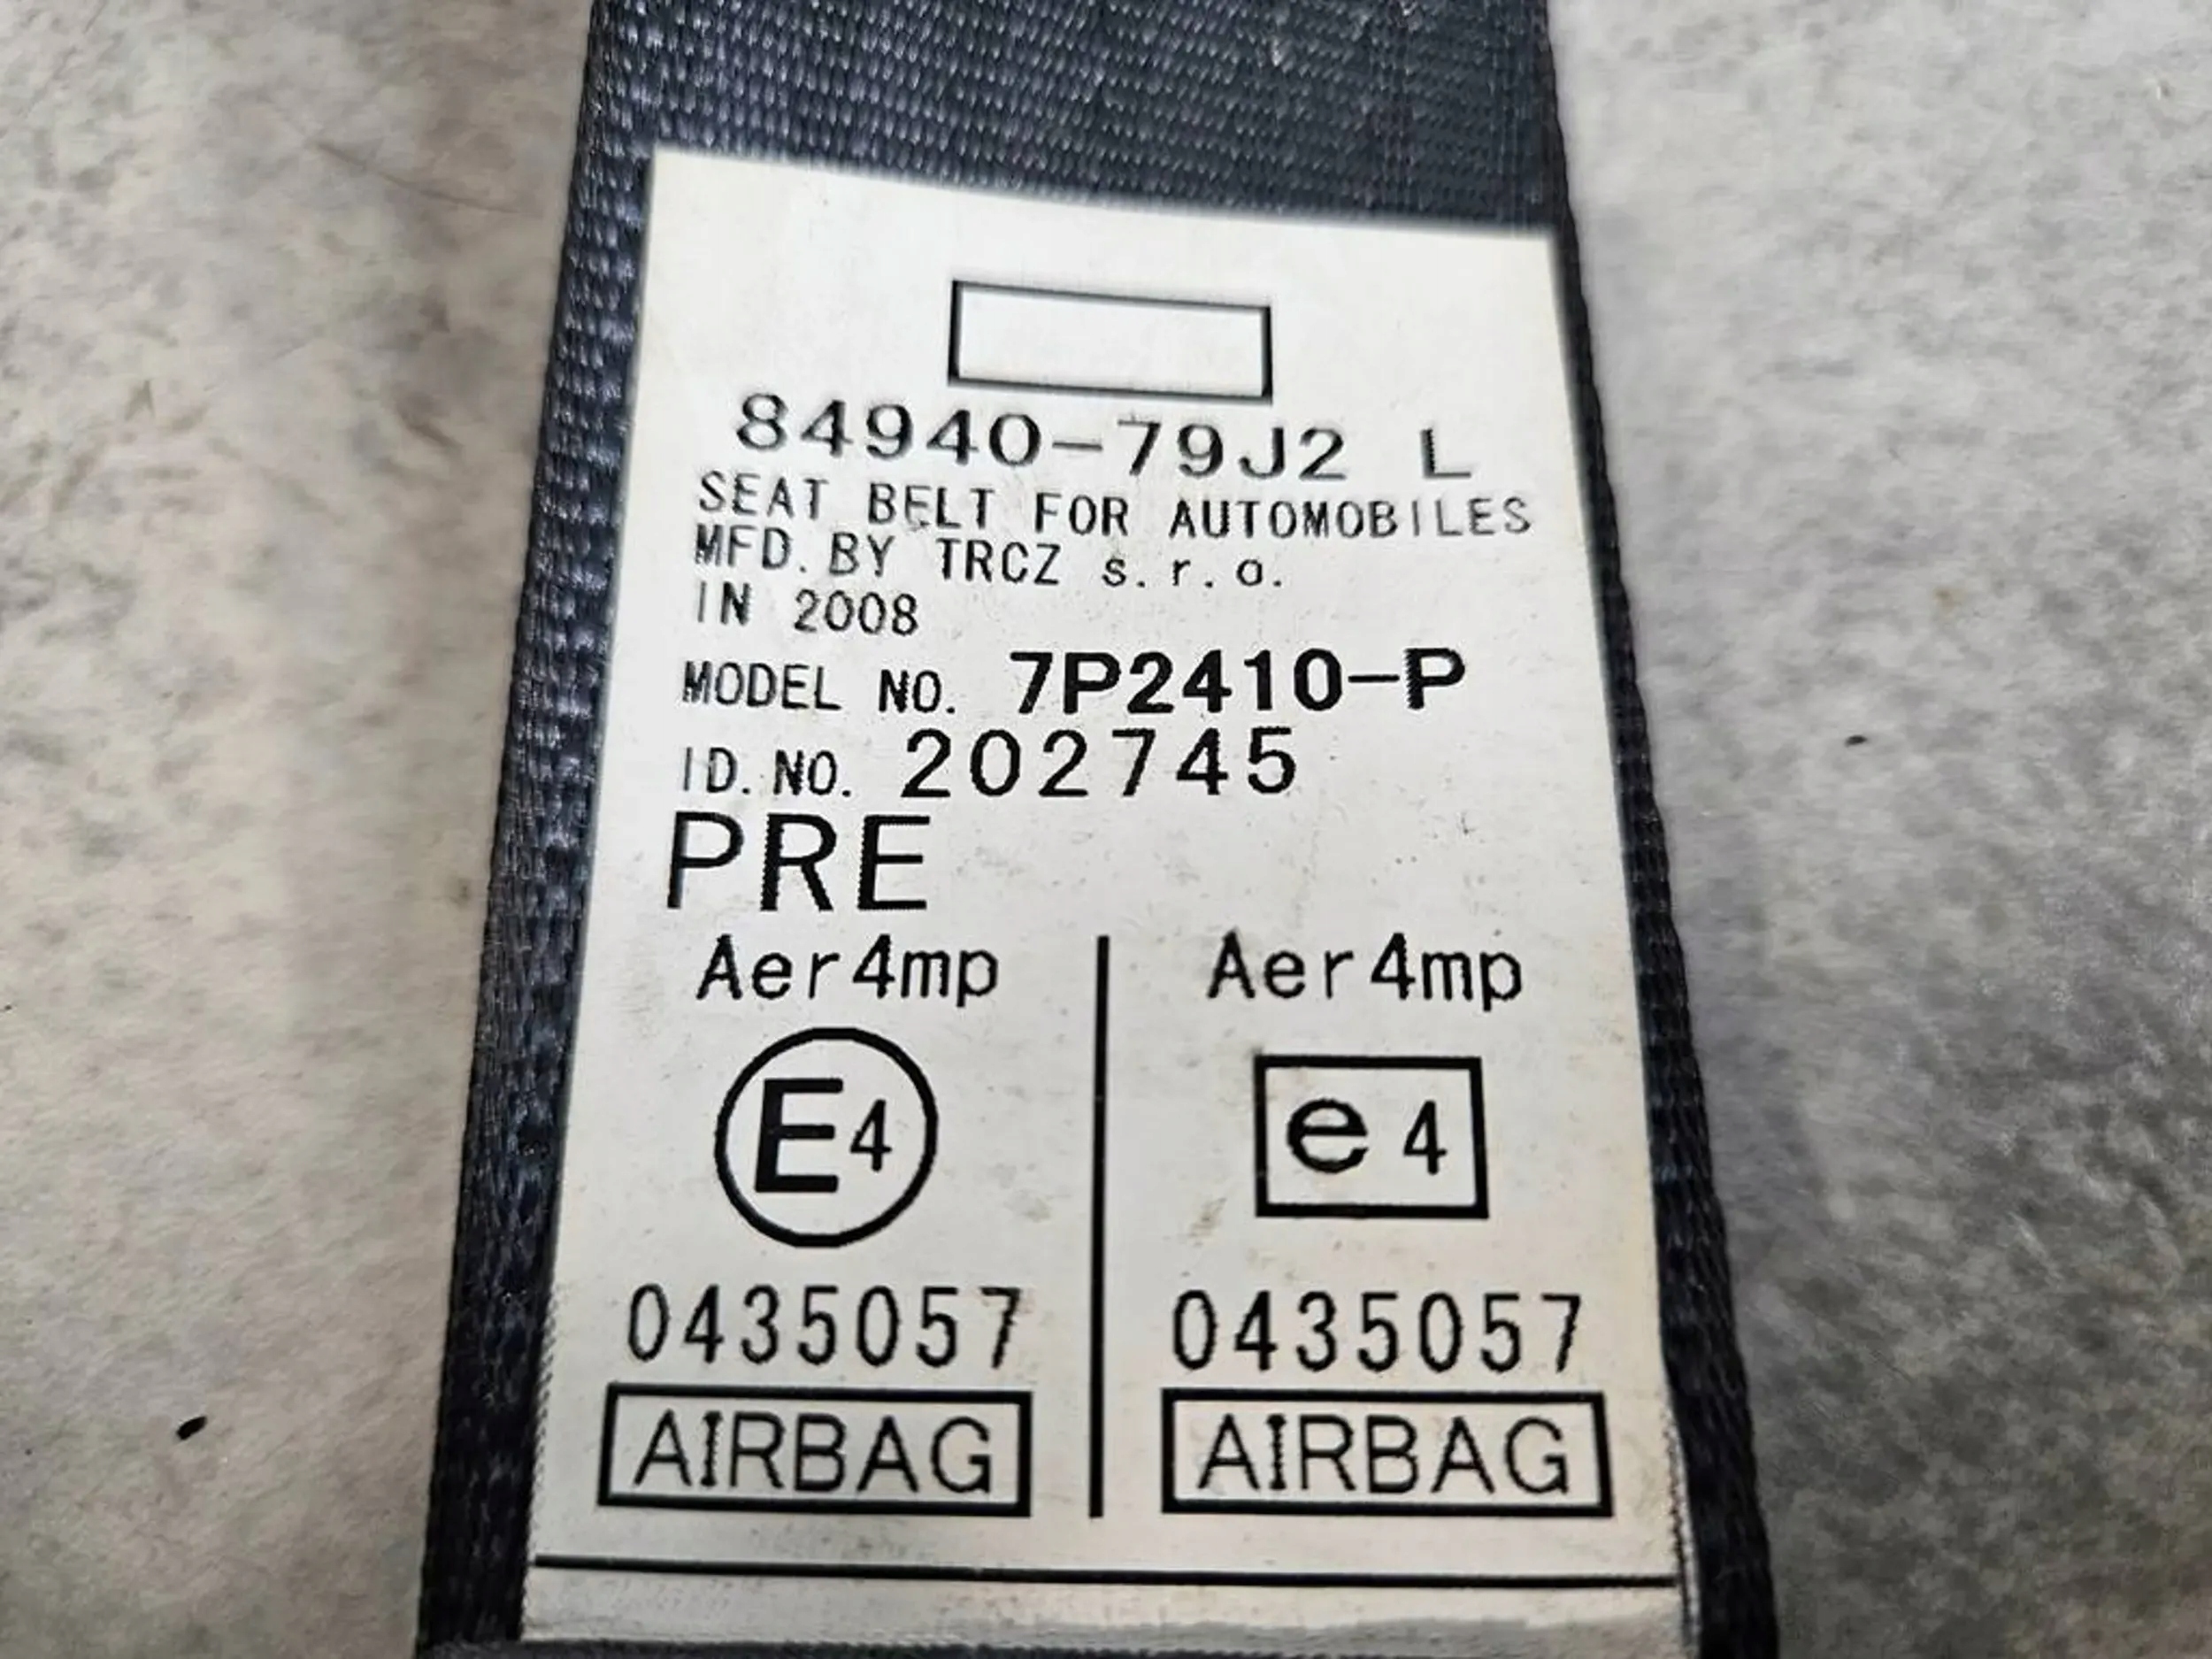 84940-79J2 L
SEAT BELT FOR AUTOMOBILES
MFD. BY TRCZ s.r.o.
IN 2008
MODEL NO. 7P2410-P
ID. NO. 202745
PRE
Aer4mp Aer4mp
E4 e4
0435057 0435057
AIRBAG AIRBAG